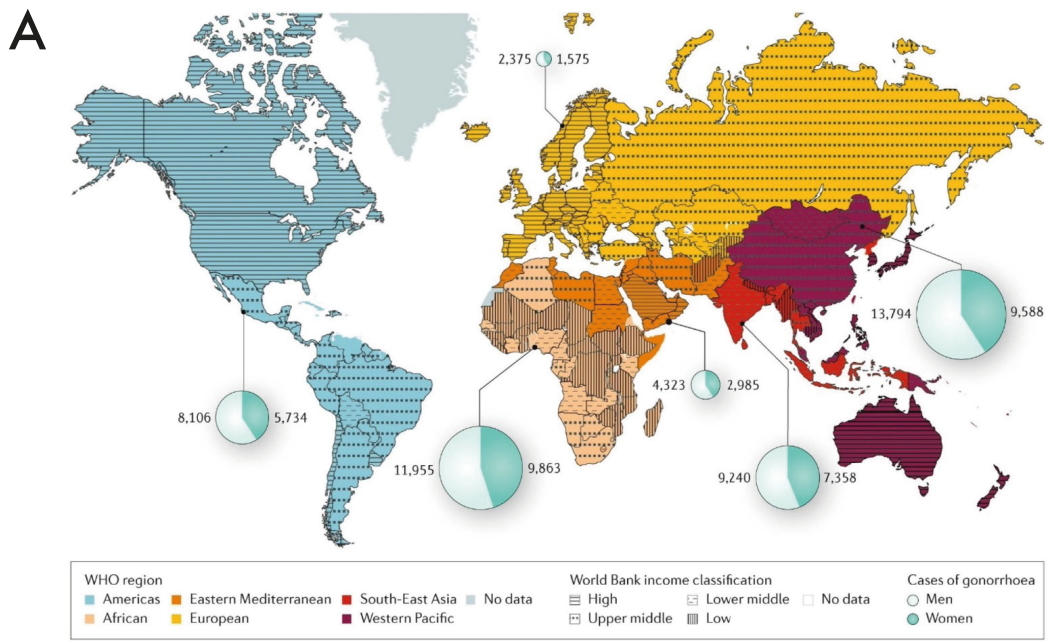 A
2,375 1,575
13,794 9,588
4,323 2,985
8,106 5,734
11,955 9,863
9,240 7,358
WHO region
Americas Eastern Mediterranean South-East Asia No data
African European Western Pacific
World Bank income classification
High Lower middle No data
Upper middle Low
Cases of gonorrhoea
Men
Women